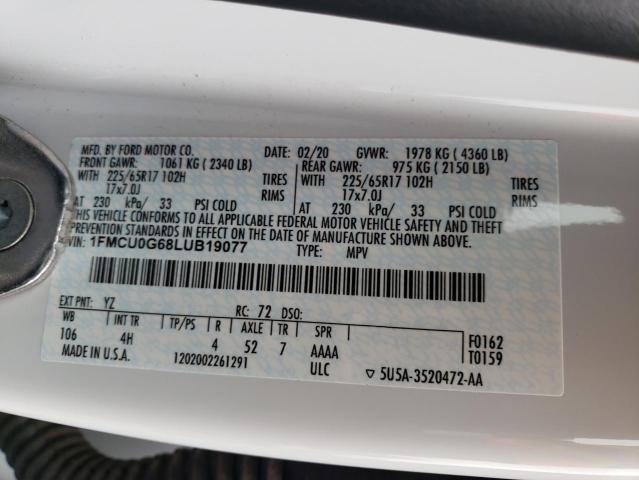 MFD. BY FORD MOTOR CO. DATE: 02/20 GVWR: 1978 KG ( 4360 LB)
FRONT GAWR: 1061 KG ( 2340 LB) REAR GAWR: 975 KG ( 2150 LB)
WITH 225/65R17 102H TIRES WITH 225/65R17 102H TIRES
17x7.0J RIMS 17x7.0J RIMS
AT 230 kPa/ 33 PSI COLD AT 230 kPa/ 33 PSI COLD
THIS VEHICLE CONFORMS TO ALL APPLICABLE FEDERAL MOTOR VEHICLE SAFETY AND THEFT
PREVENTION STANDARDS IN EFFECT ON THE DATE OF MANUFACTURE SHOWN ABOVE.
VIN: 1FMCU0G68LUB19077 TYPE: MPV
EXT PNT: YZ RC: 72 DSO:
WB INT TR TP/PS R AXLE TR SPR F0162
106 4H 4 52 7 AAAA T0159
MADE IN U.S.A. 1202002261291 ULC ▽ 5U5A-3520472-AA